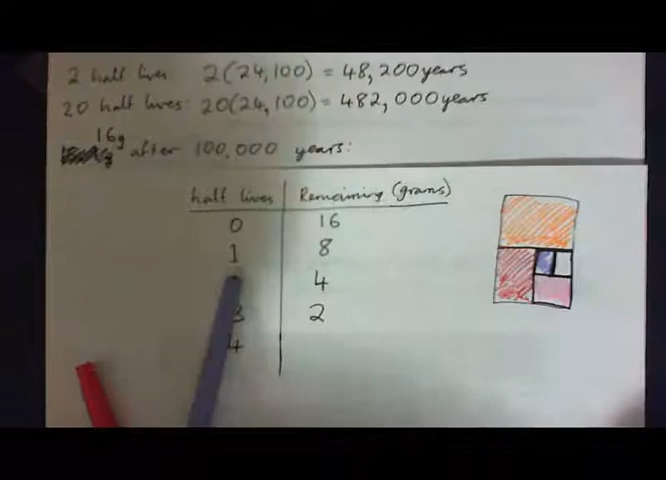 2 half lives 2(24,100) = 48,200 years
20 half lives: 20(24,100) = 482,000 years
16g
g after 100,000 years:
half lives Remaining (grams)
0 16
1 8
4
3 2
4